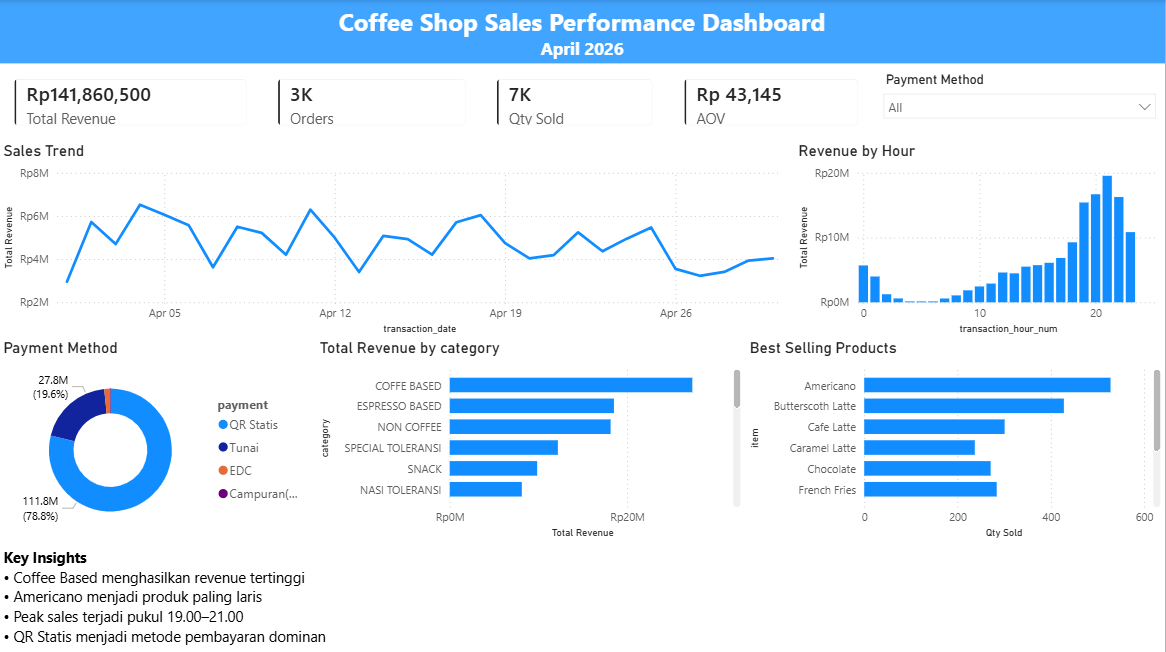 Coffee Shop Sales Performance Dashboard
April 2026
Rp141,860,500
Total Revenue
3K
Orders
7K
Qty Sold
Rp 43,145
AOV
Payment Method
All
Sales Trend
Rp8M
Rp6M
Rp4M
Rp2M
Total Revenue
Apr 05
Apr 12
Apr 19
Apr 26
transaction_date
Revenue by Hour
Rp20M
Rp10M
Rp0M
Total Revenue
0
10
20
transaction_hour_num
Payment Method
27.8M
(19.6%)
111.8M
(78.8%)
payment
QR Statis
Tunai
EDC
Campuran(...
Total Revenue by category
category
COFFE BASED
ESPRESSO BASED
NON COFFEE
SPECIAL TOLERANSI
SNACK
NASI TOLERANSI
Rp0M
Rp20M
Total Revenue
Best Selling Products
item
Americano
Butterscoth Latte
Cafe Latte
Caramel Latte
Chocolate
French Fries
0
200
400
600
Qty Sold
Key Insights
• Coffee Based menghasilkan revenue tertinggi
• Americano menjadi produk paling laris
• Peak sales terjadi pukul 19.00–21.00
• QR Statis menjadi metode pembayaran dominan